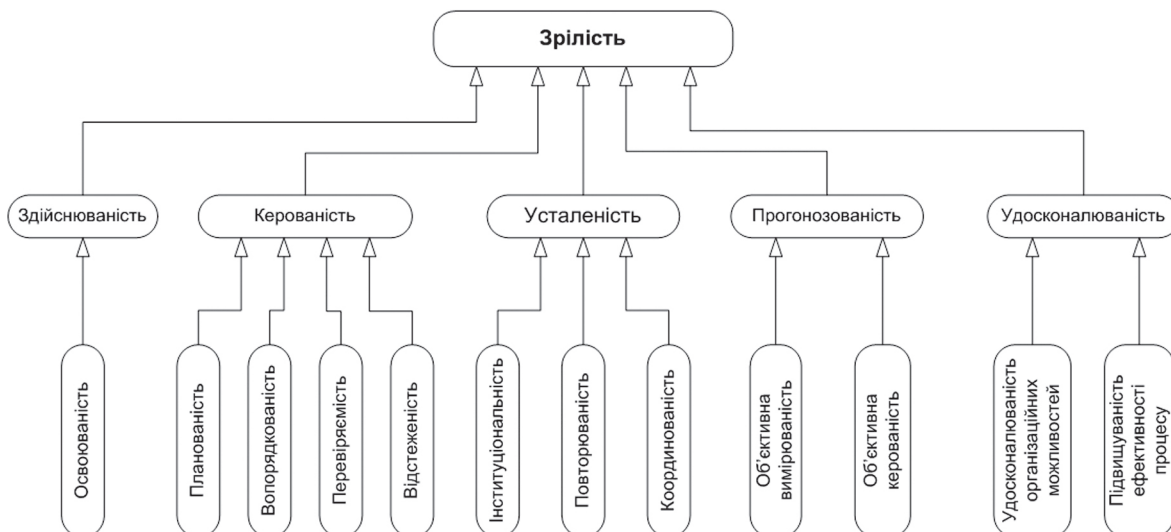 Зрілість
Здійснюваність
Керованість
Усталеність
Прогонозованість
Удосконалюваність
Освоюваність
Планованість
Вопорядкованість
Перевіряємість
Відстеженість
Інституціональність
Повторюваність
Координованість
Об’єктивна
вимірюваність
Об’єктивна
керованість
Удосконалюваність
організаційних
можливостей
Підвищуваність
ефективності
процесу